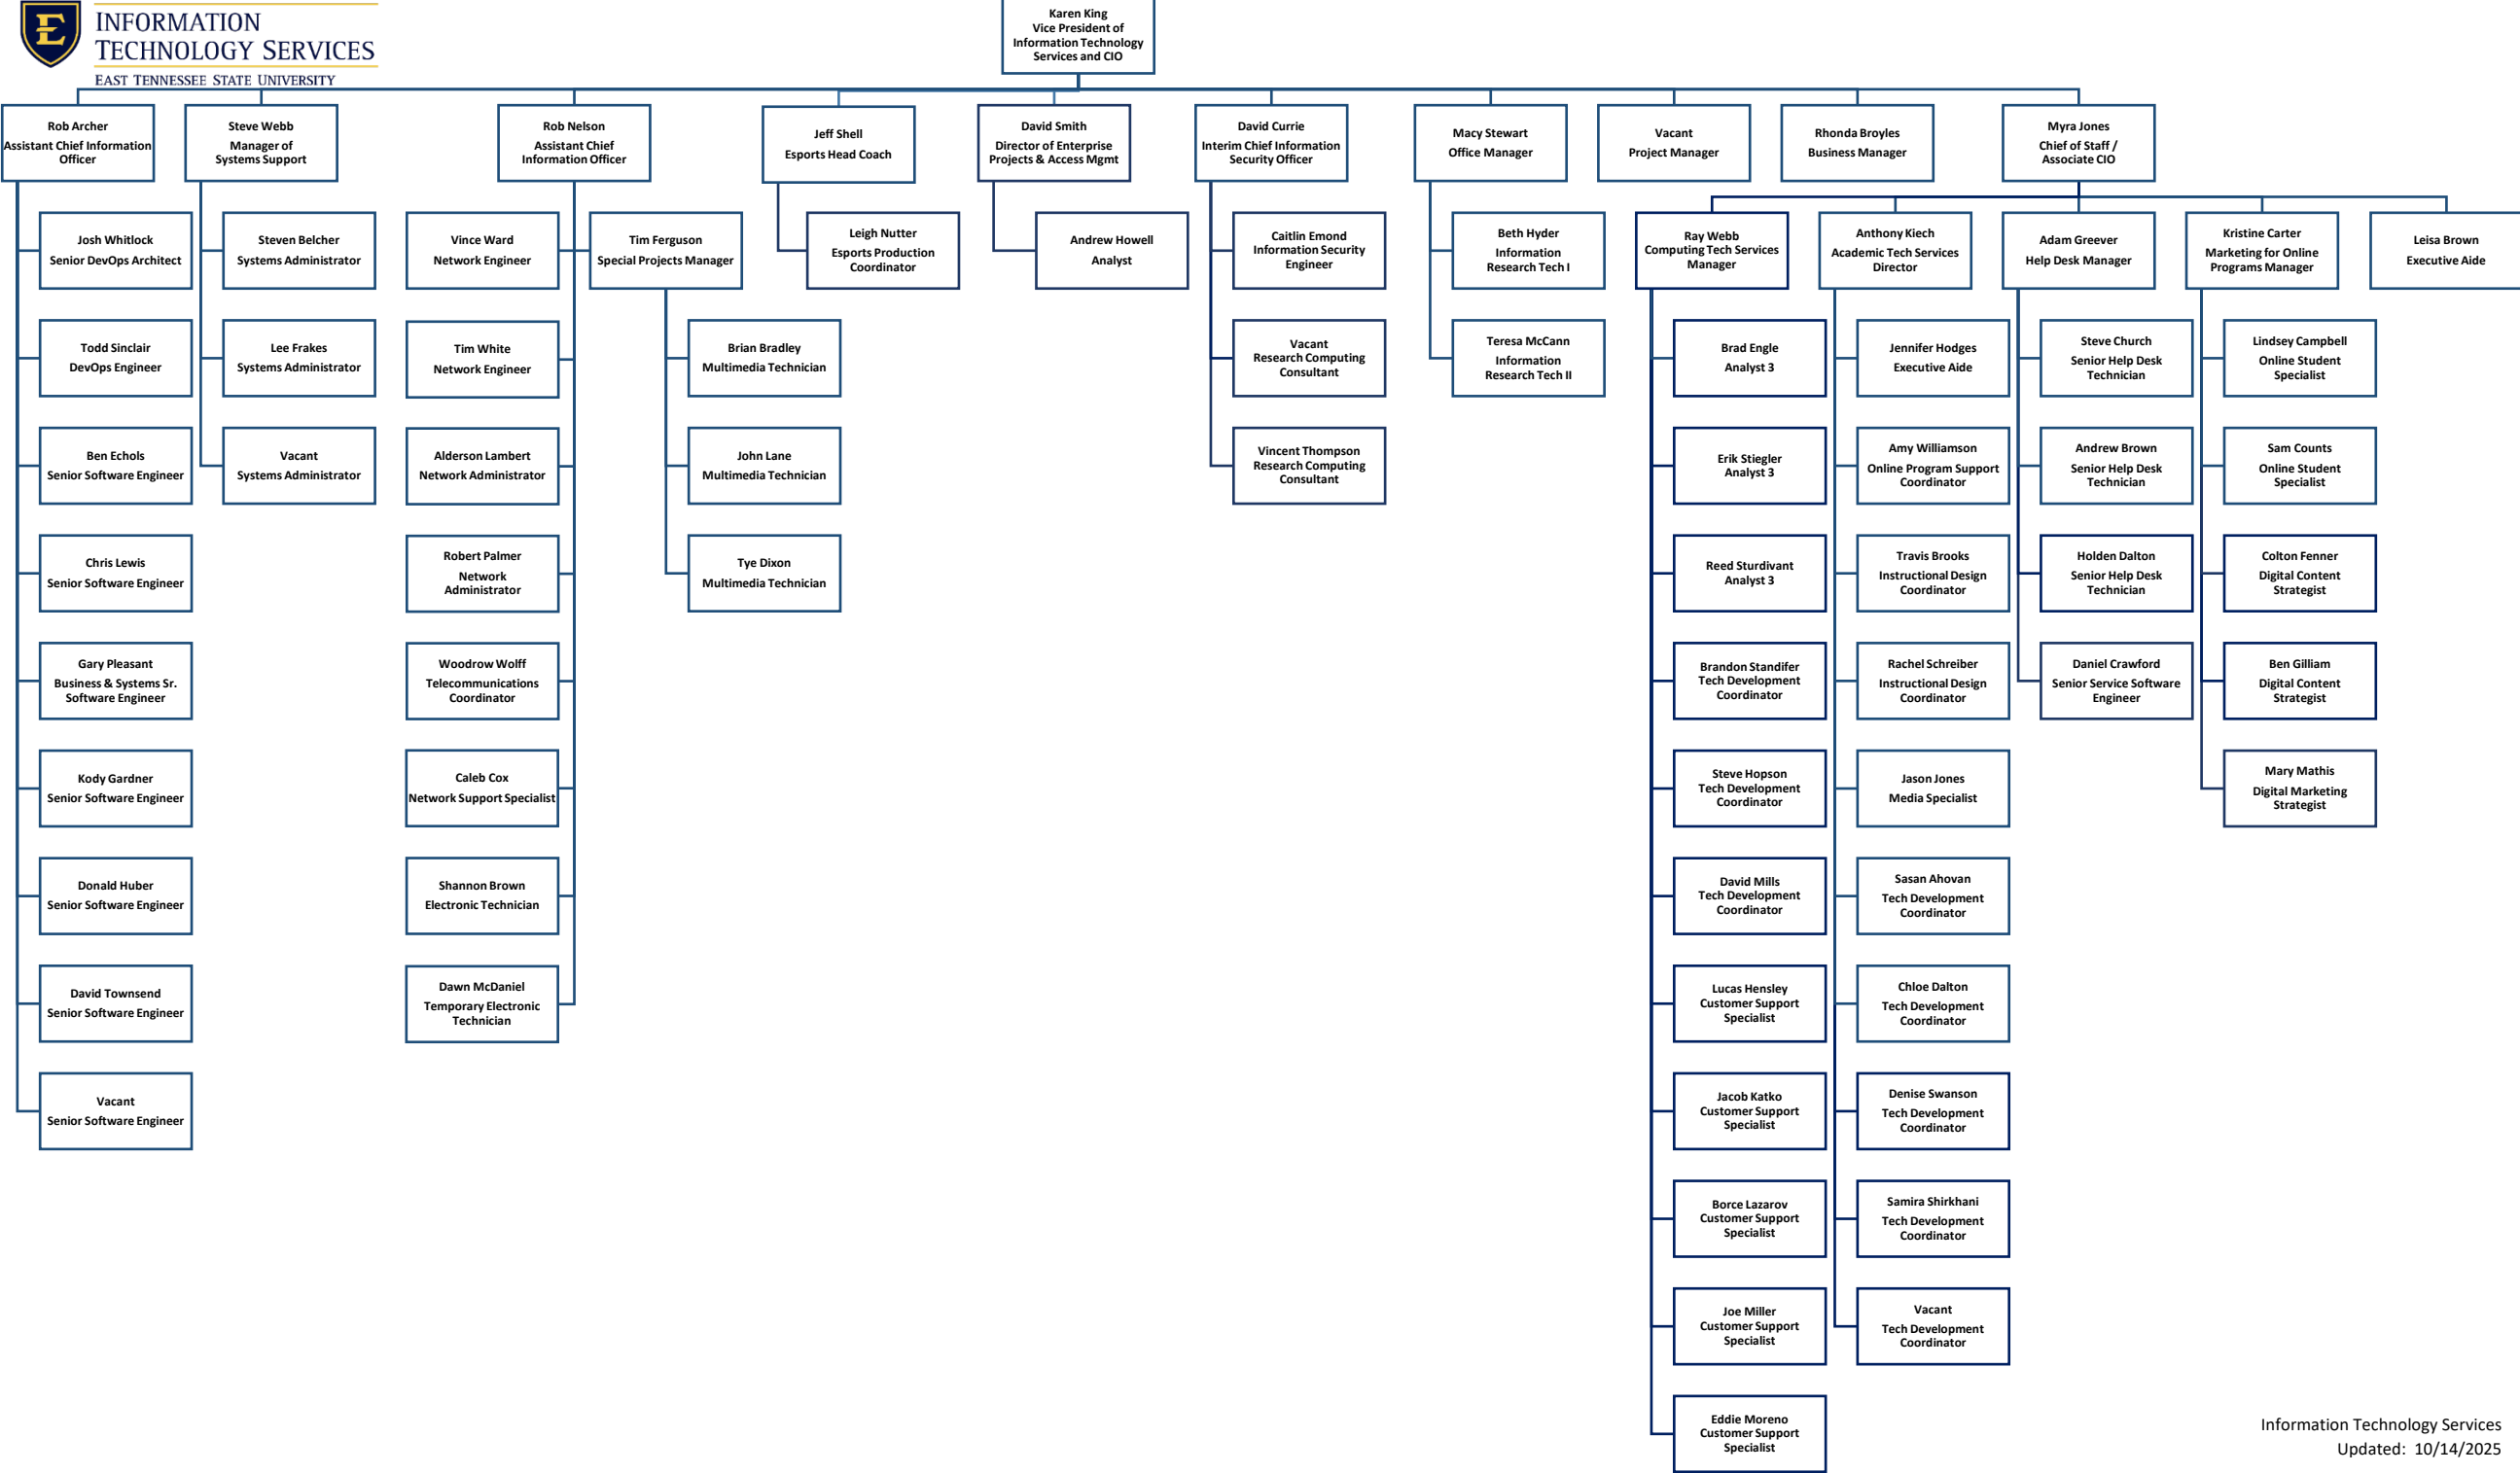 INFORMATION
TECHNOLOGY SERVICES
EAST TENNESSEE STATE UNIVERSITY
Karen King
Vice President of
Information Technology
Services and CIO
Rob Archer
Assistant Chief Information
Officer
Steve Webb
Manager of
Systems Support
Rob Nelson
Assistant Chief
Information Officer
Jeff Shell
Esports Head Coach
David Smith
Director of Enterprise
Projects & Access Mgmt
David Currie
Interim Chief Information
Security Officer
Macy Stewart
Office Manager
Vacant
Project Manager
Rhonda Broyles
Business Manager
Myra Jones
Chief of Staff /
Associate CIO
Josh Whitlock
Senior DevOps Architect
Todd Sinclair
DevOps Engineer
Ben Echols
Senior Software Engineer
Chris Lewis
Senior Software Engineer
Gary Pleasant
Business & Systems Sr.
Software Engineer
Kody Gardner
Senior Software Engineer
Donald Huber
Senior Software Engineer
David Townsend
Senior Software Engineer
Vacant
Senior Software Engineer
Steven Belcher
Systems Administrator
Lee Frakes
Systems Administrator
Vacant
Systems Administrator
Vince Ward
Network Engineer
Tim White
Network Engineer
Alderson Lambert
Network Administrator
Robert Palmer
Network
Administrator
Woodrow Wolff
Telecommunications
Coordinator
Caleb Cox
Network Support Specialist
Shannon Brown
Electronic Technician
Dawn McDaniel
Temporary Electronic
Technician
Tim Ferguson
Special Projects Manager
Brian Bradley
Multimedia Technician
John Lane
Multimedia Technician
Tye Dixon
Multimedia Technician
Leigh Nutter
Esports Production
Coordinator
Andrew Howell
Analyst
Caitlin Emond
Information Security
Engineer
Vacant
Research Computing
Consultant
Vincent Thompson
Research Computing
Consultant
Beth Hyder
Information
Research Tech I
Teresa McCann
Information
Research Tech II
Ray Webb
Computing Tech Services
Manager
Brad Engle
Analyst 3
Erik Stiegler
Analyst 3
Reed Sturdivant
Analyst 3
Brandon Standifer
Tech Development
Coordinator
Steve Hopson
Tech Development
Coordinator
David Mills
Tech Development
Coordinator
Lucas Hensley
Customer Support
Specialist
Jacob Katko
Customer Support
Specialist
Borce Lazarov
Customer Support
Specialist
Joe Miller
Customer Support
Specialist
Eddie Moreno
Customer Support
Specialist
Anthony Kiech
Academic Tech Services
Director
Jennifer Hodges
Executive Aide
Amy Williamson
Online Program Support
Coordinator
Travis Brooks
Instructional Design
Coordinator
Rachel Schreiber
Instructional Design
Coordinator
Jason Jones
Media Specialist
Sasan Ahovan
Tech Development
Coordinator
Chloe Dalton
Tech Development
Coordinator
Denise Swanson
Tech Development
Coordinator
Samira Shirkhani
Tech Development
Coordinator
Vacant
Tech Development
Coordinator
Adam Greever
Help Desk Manager
Steve Church
Senior Help Desk
Technician
Andrew Brown
Senior Help Desk
Technician
Holden Dalton
Senior Help Desk
Technician
Daniel Crawford
Senior Service Software
Engineer
Kristine Carter
Marketing for Online
Programs Manager
Lindsey Campbell
Online Student
Specialist
Sam Counts
Online Student
Specialist
Colton Fenner
Digital Content
Strategist
Ben Gilliam
Digital Content
Strategist
Mary Mathis
Digital Marketing
Strategist
Leisa Brown
Executive Aide
Information Technology Services
Updated: 10/14/2025